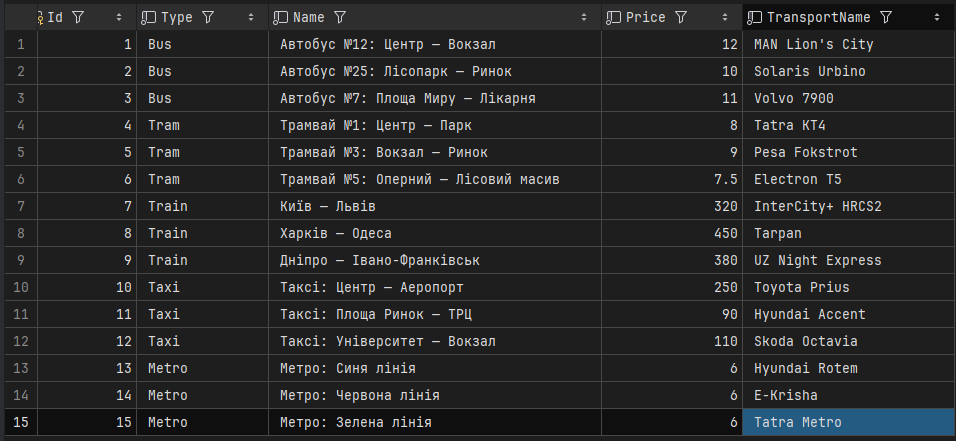 Id Type Name Price TransportName
1 1 Bus Автобус №12: Центр – Вокзал 12 MAN Lion's City
2 2 Bus Автобус №25: Лісопарк – Ринок 10 Solaris Urbino
3 3 Bus Автобус №7: Площа Миру – Лікарня 11 Volvo 7900
4 4 Tram Трамвай №1: Центр – Парк 8 Tatra KT4
5 5 Tram Трамвай №3: Вокзал – Ринок 9 Pesa Fokstrot
6 6 Tram Трамвай №5: Оперний – Лісовий масив 7.5 Electron T5
7 7 Train Київ – Львів 320 InterCity+ HRCS2
8 8 Train Харків – Одеса 450 Tarpan
9 9 Train Дніпро – Івано-Франківськ 380 UZ Night Express
10 10 Taxi Таксі: Центр – Аеропорт 250 Toyota Prius
11 11 Taxi Таксі: Площа Ринок – ТРЦ 90 Hyundai Accent
12 12 Taxi Таксі: Університет – Вокзал 110 Skoda Octavia
13 13 Metro Метро: Синя лінія 6 Hyundai Rotem
14 14 Metro Метро: Червона лінія 6 E-Krisha
15 15 Metro Метро: Зелена лінія 6 Tatra Metro